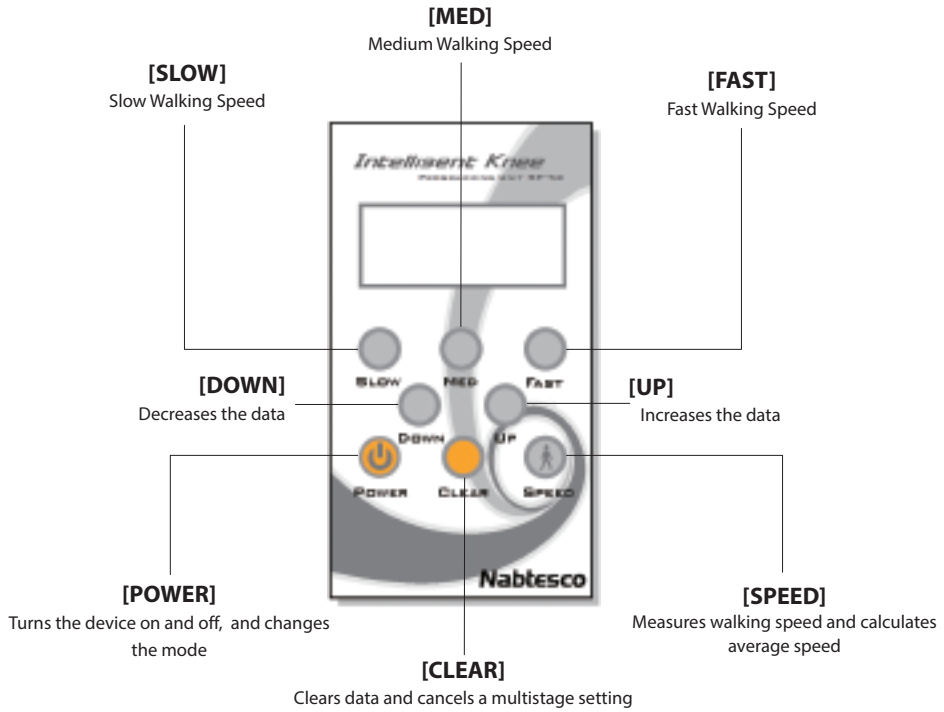 [MED]
Medium Walking Speed
[SLOW]
Slow Walking Speed
[FAST]
Fast Walking Speed
Intelligent Knee
SLOW
MED
FAST
[DOWN]
Decreases the data
[UP]
Increases the data
DOWN
UP
POWER
CLEAR
SPEED
Nabtesco
[POWER]
Turns the device on and off, and changes
the mode
[SPEED]
Measures walking speed and calculates
average speed
[CLEAR]
Clears data and cancels a multistage setting